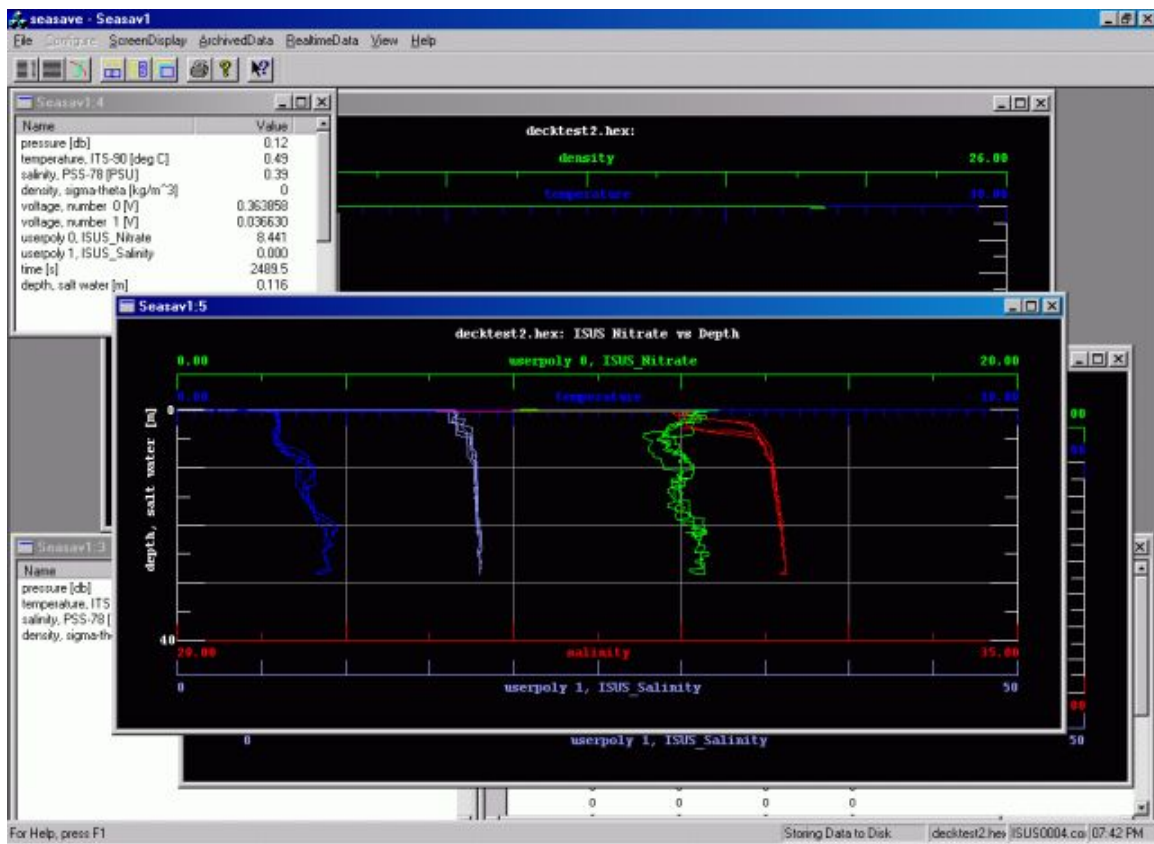 seasave - Seasav1
File Configure ScreenDisplay ArchivedData RealtimeData View Help
Seasav1:4
Name Value
pressure [db] 0.12
temperature, ITS-90 [deg C] 0.49
salinity, PSS-78 [PSU] 0.39
density, sigma-theta [kg/m^3] 0
voltage, number 0 [V] 0.363858
voltage, number 1 [V] 0.036630
userpoly 0, ISUS_Nitrate 8.441
userpoly 1, ISUS_Salinity 0.000
time [s] 2489.5
depth, salt water [m] 0.116
decktest2.hex:
density 26.00
temperature
Seasav1:5
decktest2.hex: ISUS Nitrate vs Depth
0.00 userpoly 0, ISUS_Nitrate 20.00
0.00 temperature 10.00
0
depth, salt water [m]
40
20.00 salinity 35.00
0 userpoly 1, ISUS_Salinity 50
00
00
00
0 userpoly 1, ISUS_Salinity 50
Seasav1:3
Name
pressure [db]
temperature, ITS
salinity, PSS-78 [
density, sigma-th
0 0 0 0
For Help, press F1 Storing Data to Disk decktest2.hex ISUS0004.co 07:42 PM